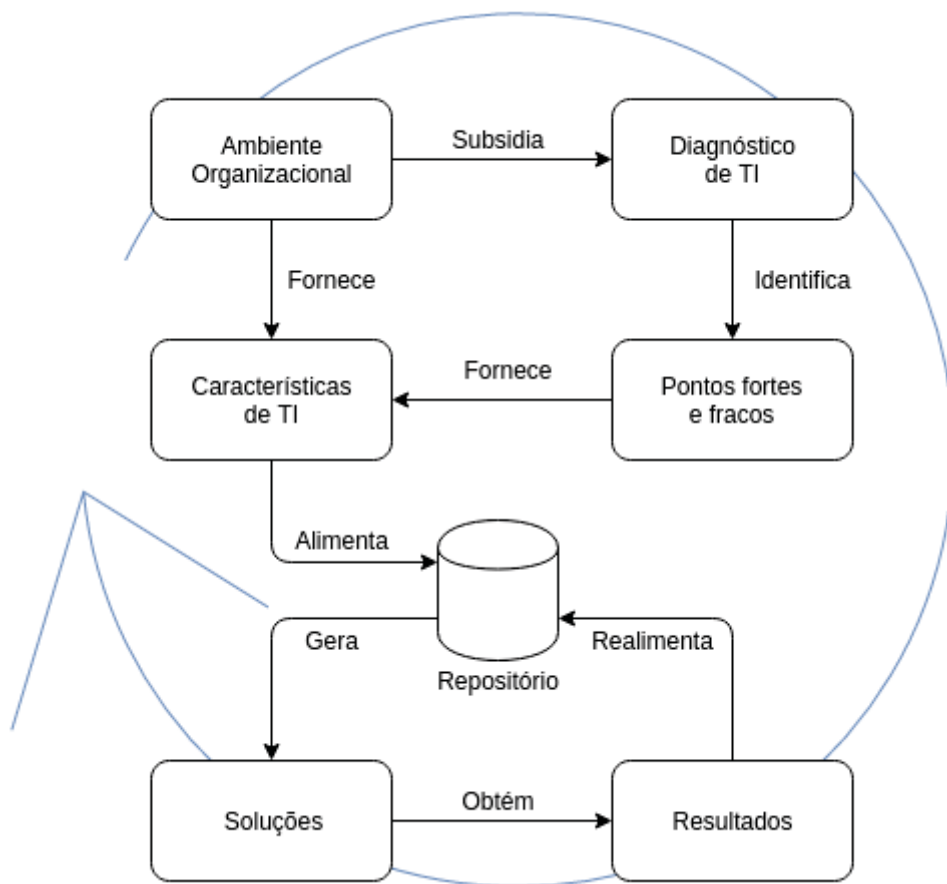 Ambiente
Organizacional
Subsidia
Diagnóstico
de TI
Fornece
Identifica
Características
de TI
Fornece
Pontos fortes
e fracos
Alimenta
Gera
Realimenta
Repositório
Soluções
Obtém
Resultados